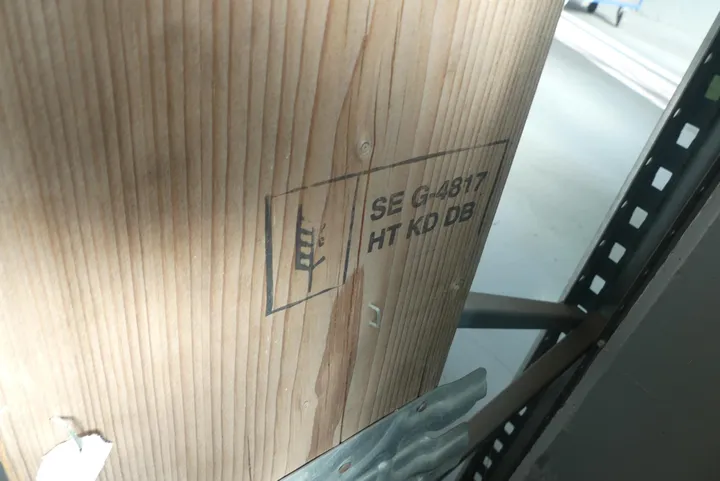 SE G-4817
HT KD DB